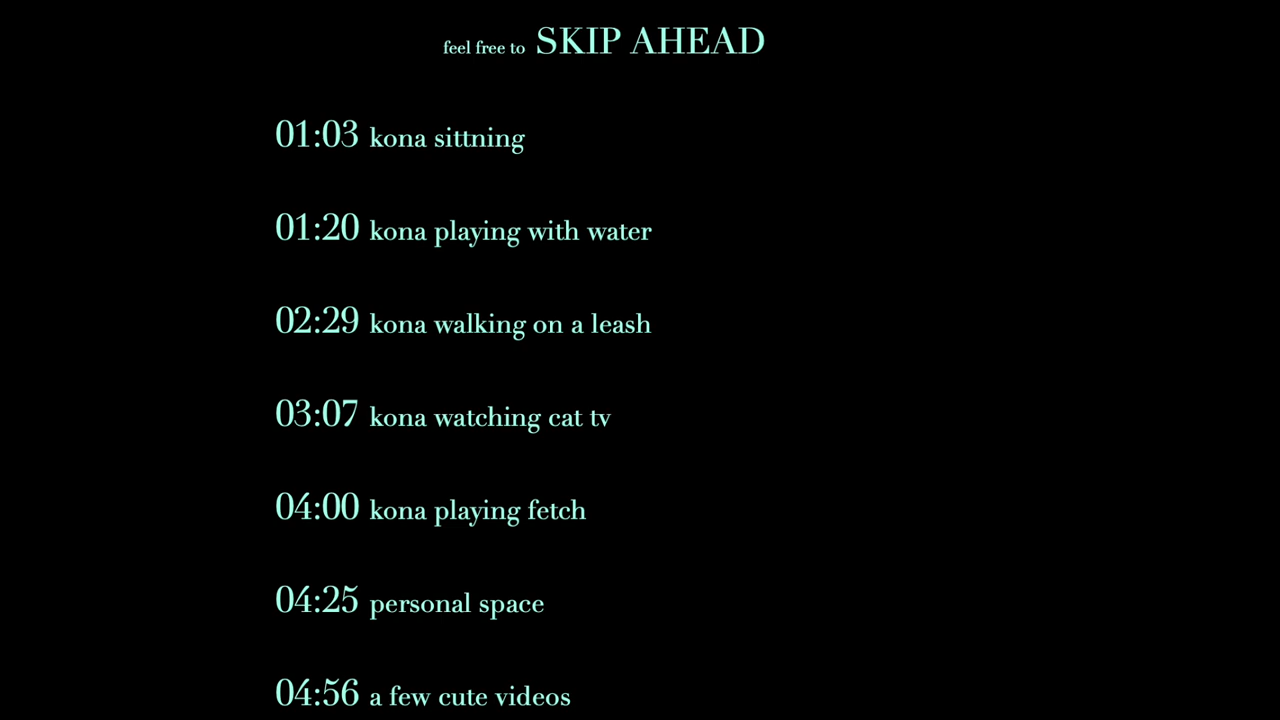 feel free to SKIP AHEAD
01:03 kona sittning
01:20 kona playing with water
02:29 kona walking on a leash
03:07 kona watching cat tv
04:00 kona playing fetch
04:25 personal space
04:56 a few cute videos